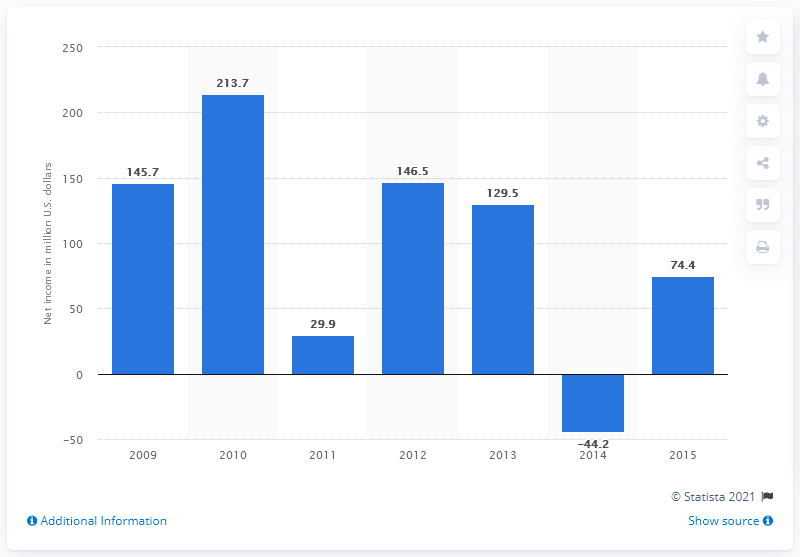 250
200
150
100
50
0
−50
Net income in million U.S. dollars
145.7
213.7
29.9
146.5
129.5
−44.2
74.4
2009 2010 2011 2012 2013 2014 2015
© Statista 2021
Additional Information
Show source